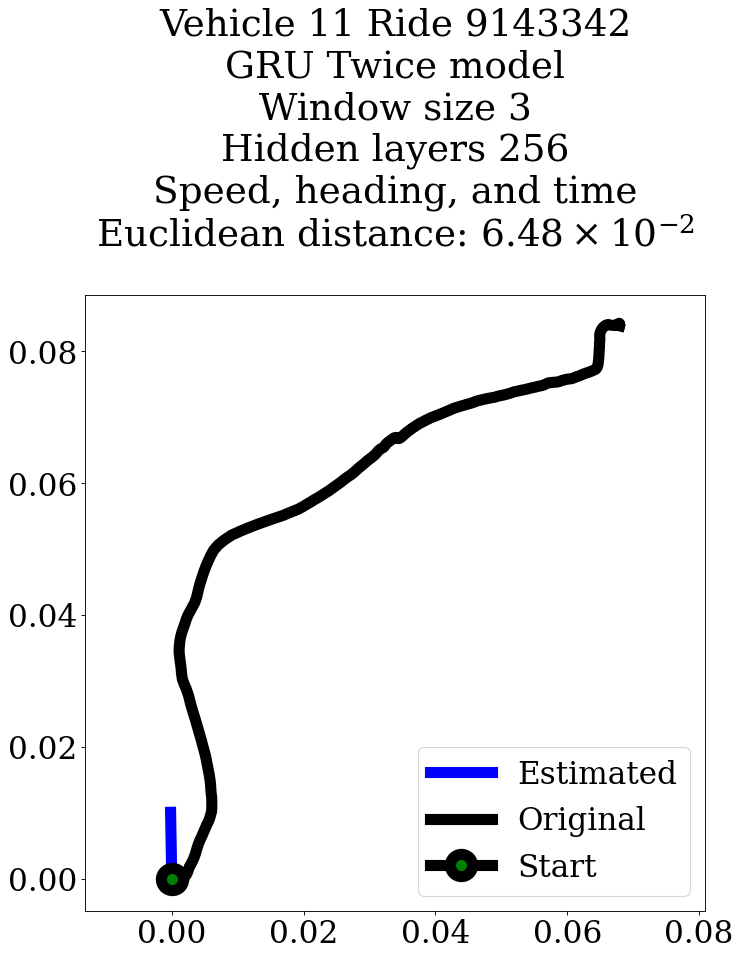 Vehicle 11 Ride 9143342
GRU Twice model
Window size 3
Hidden layers 256
Speed, heading, and time
Euclidean distance: 6.48 × 10⁻²
0.08
0.06
0.04
0.02
0.00
Estimated
Original
Start
0.00 0.02 0.04 0.06 0.08